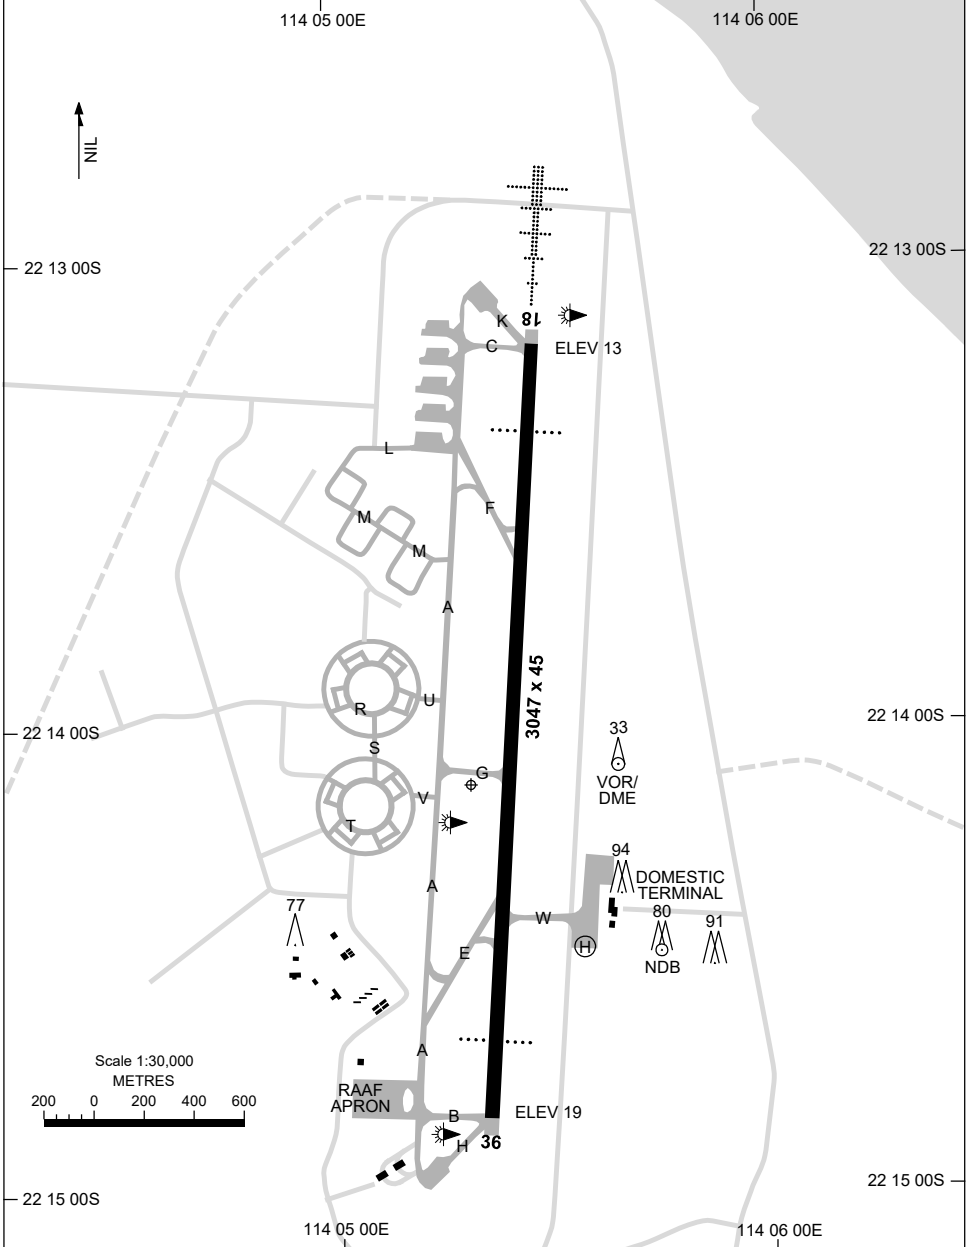 114 05 00E
114 06 00E
NIL
22 13 00S
22 13 00S
K
18
C
ELEV 13
L
F
M
M
A
3047 x 45
U
R
22 14 00S
33
22 14 00S
S
G
VOR/
DME
V
T
94
A
DOMESTIC
TERMINAL
77
80
W
91
E
H
NDB
A
Scale 1:30,000
METRES
200 0 200 400 600
RAAF
APRON
B
ELEV 19
H
36
22 15 00S
22 15 00S
114 05 00E
114 06 00E